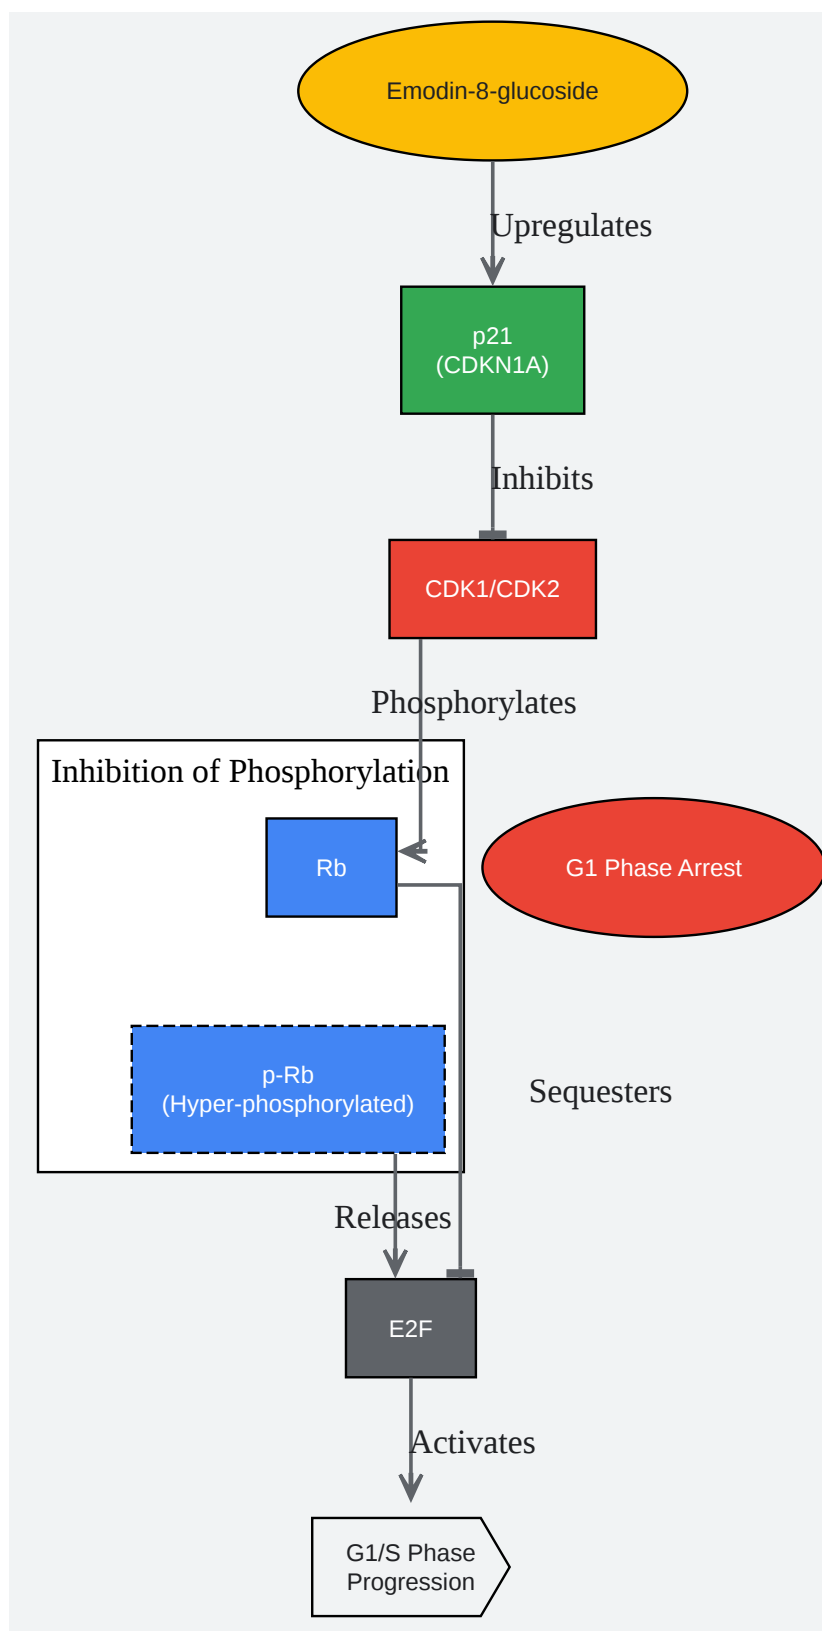 Emodin-8-glucoside
Upregulates
p21
(CDKN1A)
Inhibits
CDK1/CDK2
Phosphorylates
Inhibition of Phosphorylation
Rb
G1 Phase Arrest
p-Rb
(Hyper-phosphorylated)
Sequesters
Releases
E2F
Activates
G1/S Phase
Progression